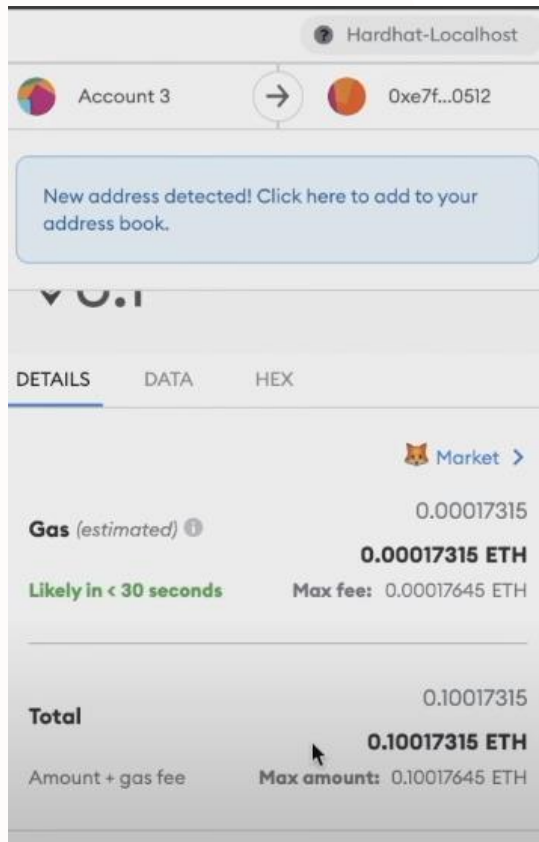 ? Hardhat-Localhost
Account 3 0xe7f...0512
New address detected! Click here to add to your
address book.
0.1
DETAILS DATA HEX
Market >
0.00017315
Gas (estimated) i
0.00017315 ETH
Likely in < 30 seconds Max fee: 0.00017645 ETH
0.10017315
Total
0.10017315 ETH
Amount + gas fee Max amount: 0.10017645 ETH